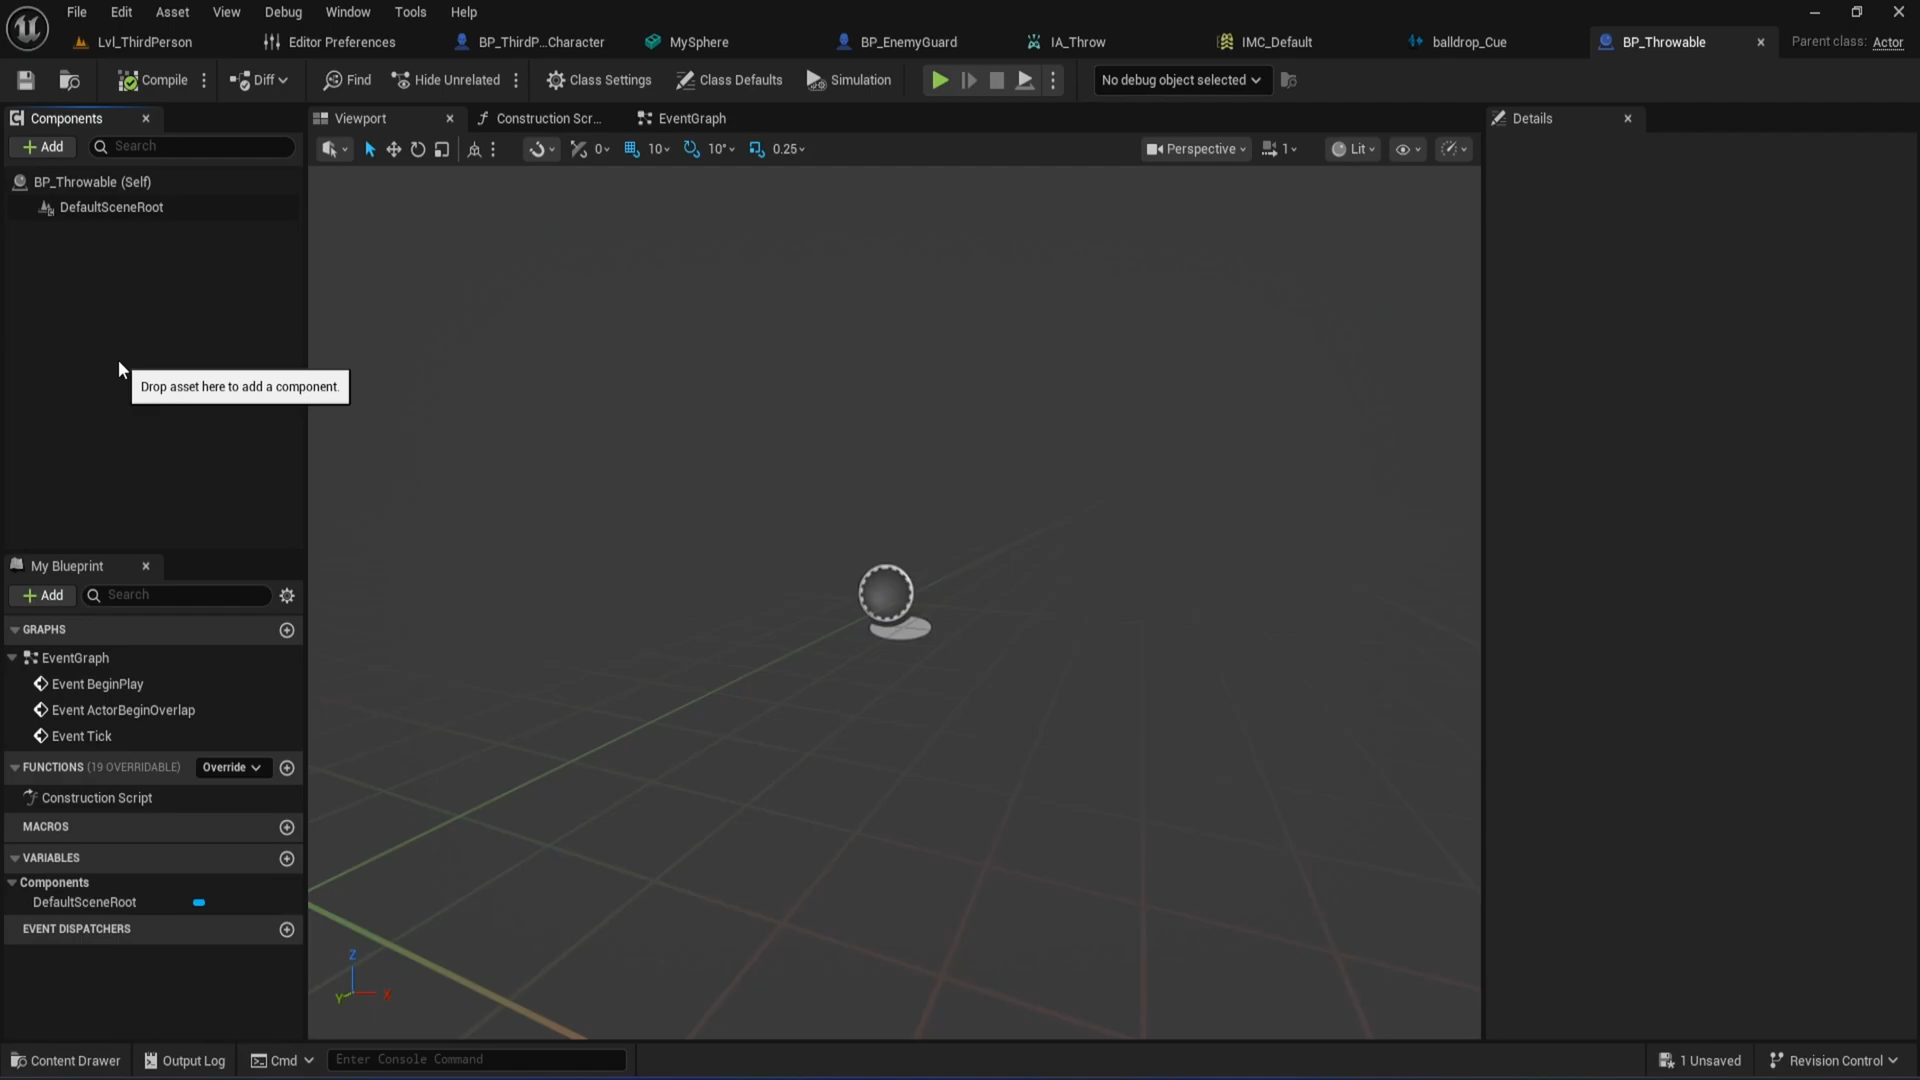 File Edit Asset View Debug Window Tools Help
Lvl_ThirdPerson Editor Preferences BP_ThirdP...Character MySphere BP_EnemyGuard IA_Throw IMC_Default balldrop_Cue BP_Throwable Parent class: Actor
Compile Diff Find Hide Unrelated Class Settings Class Defaults Simulation No debug object selected
Components Viewport Construction Scr... EventGraph Details
Add Search 0 10 10° 0.25 Perspective 1 Lit
BP_Throwable (Self)
DefaultSceneRoot
Drop asset here to add a component.
My Blueprint
Add Search
GRAPHS
EventGraph
Event BeginPlay
Event ActorBeginOverlap
Event Tick
FUNCTIONS (19 OVERRIDABLE) Override
Construction Script
MACROS
VARIABLES
Components
DefaultSceneRoot
EVENT DISPATCHERS
Z
Y X
Content Drawer Output Log Cmd Enter Console Command 1 Unsaved Revision Control